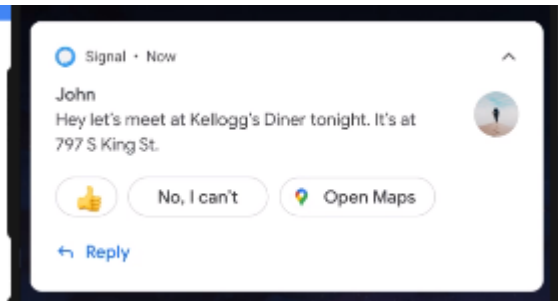 Signal • Now
John
Hey let's meet at Kellogg's Diner tonight. It's at
797 S King St.
👍 No, I can't Open Maps
Reply